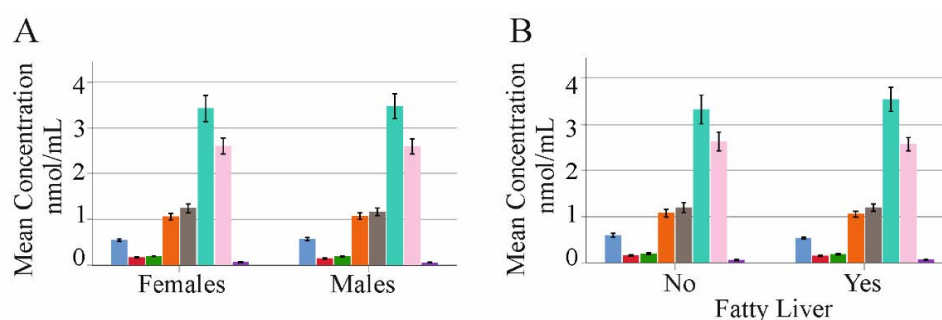 A
Mean Concentration
nmol/mL
4
3
2
1
0
Females Males
B
Mean Concentration
nmol/mL
4
3
2
1
0
No Yes
Fatty Liver